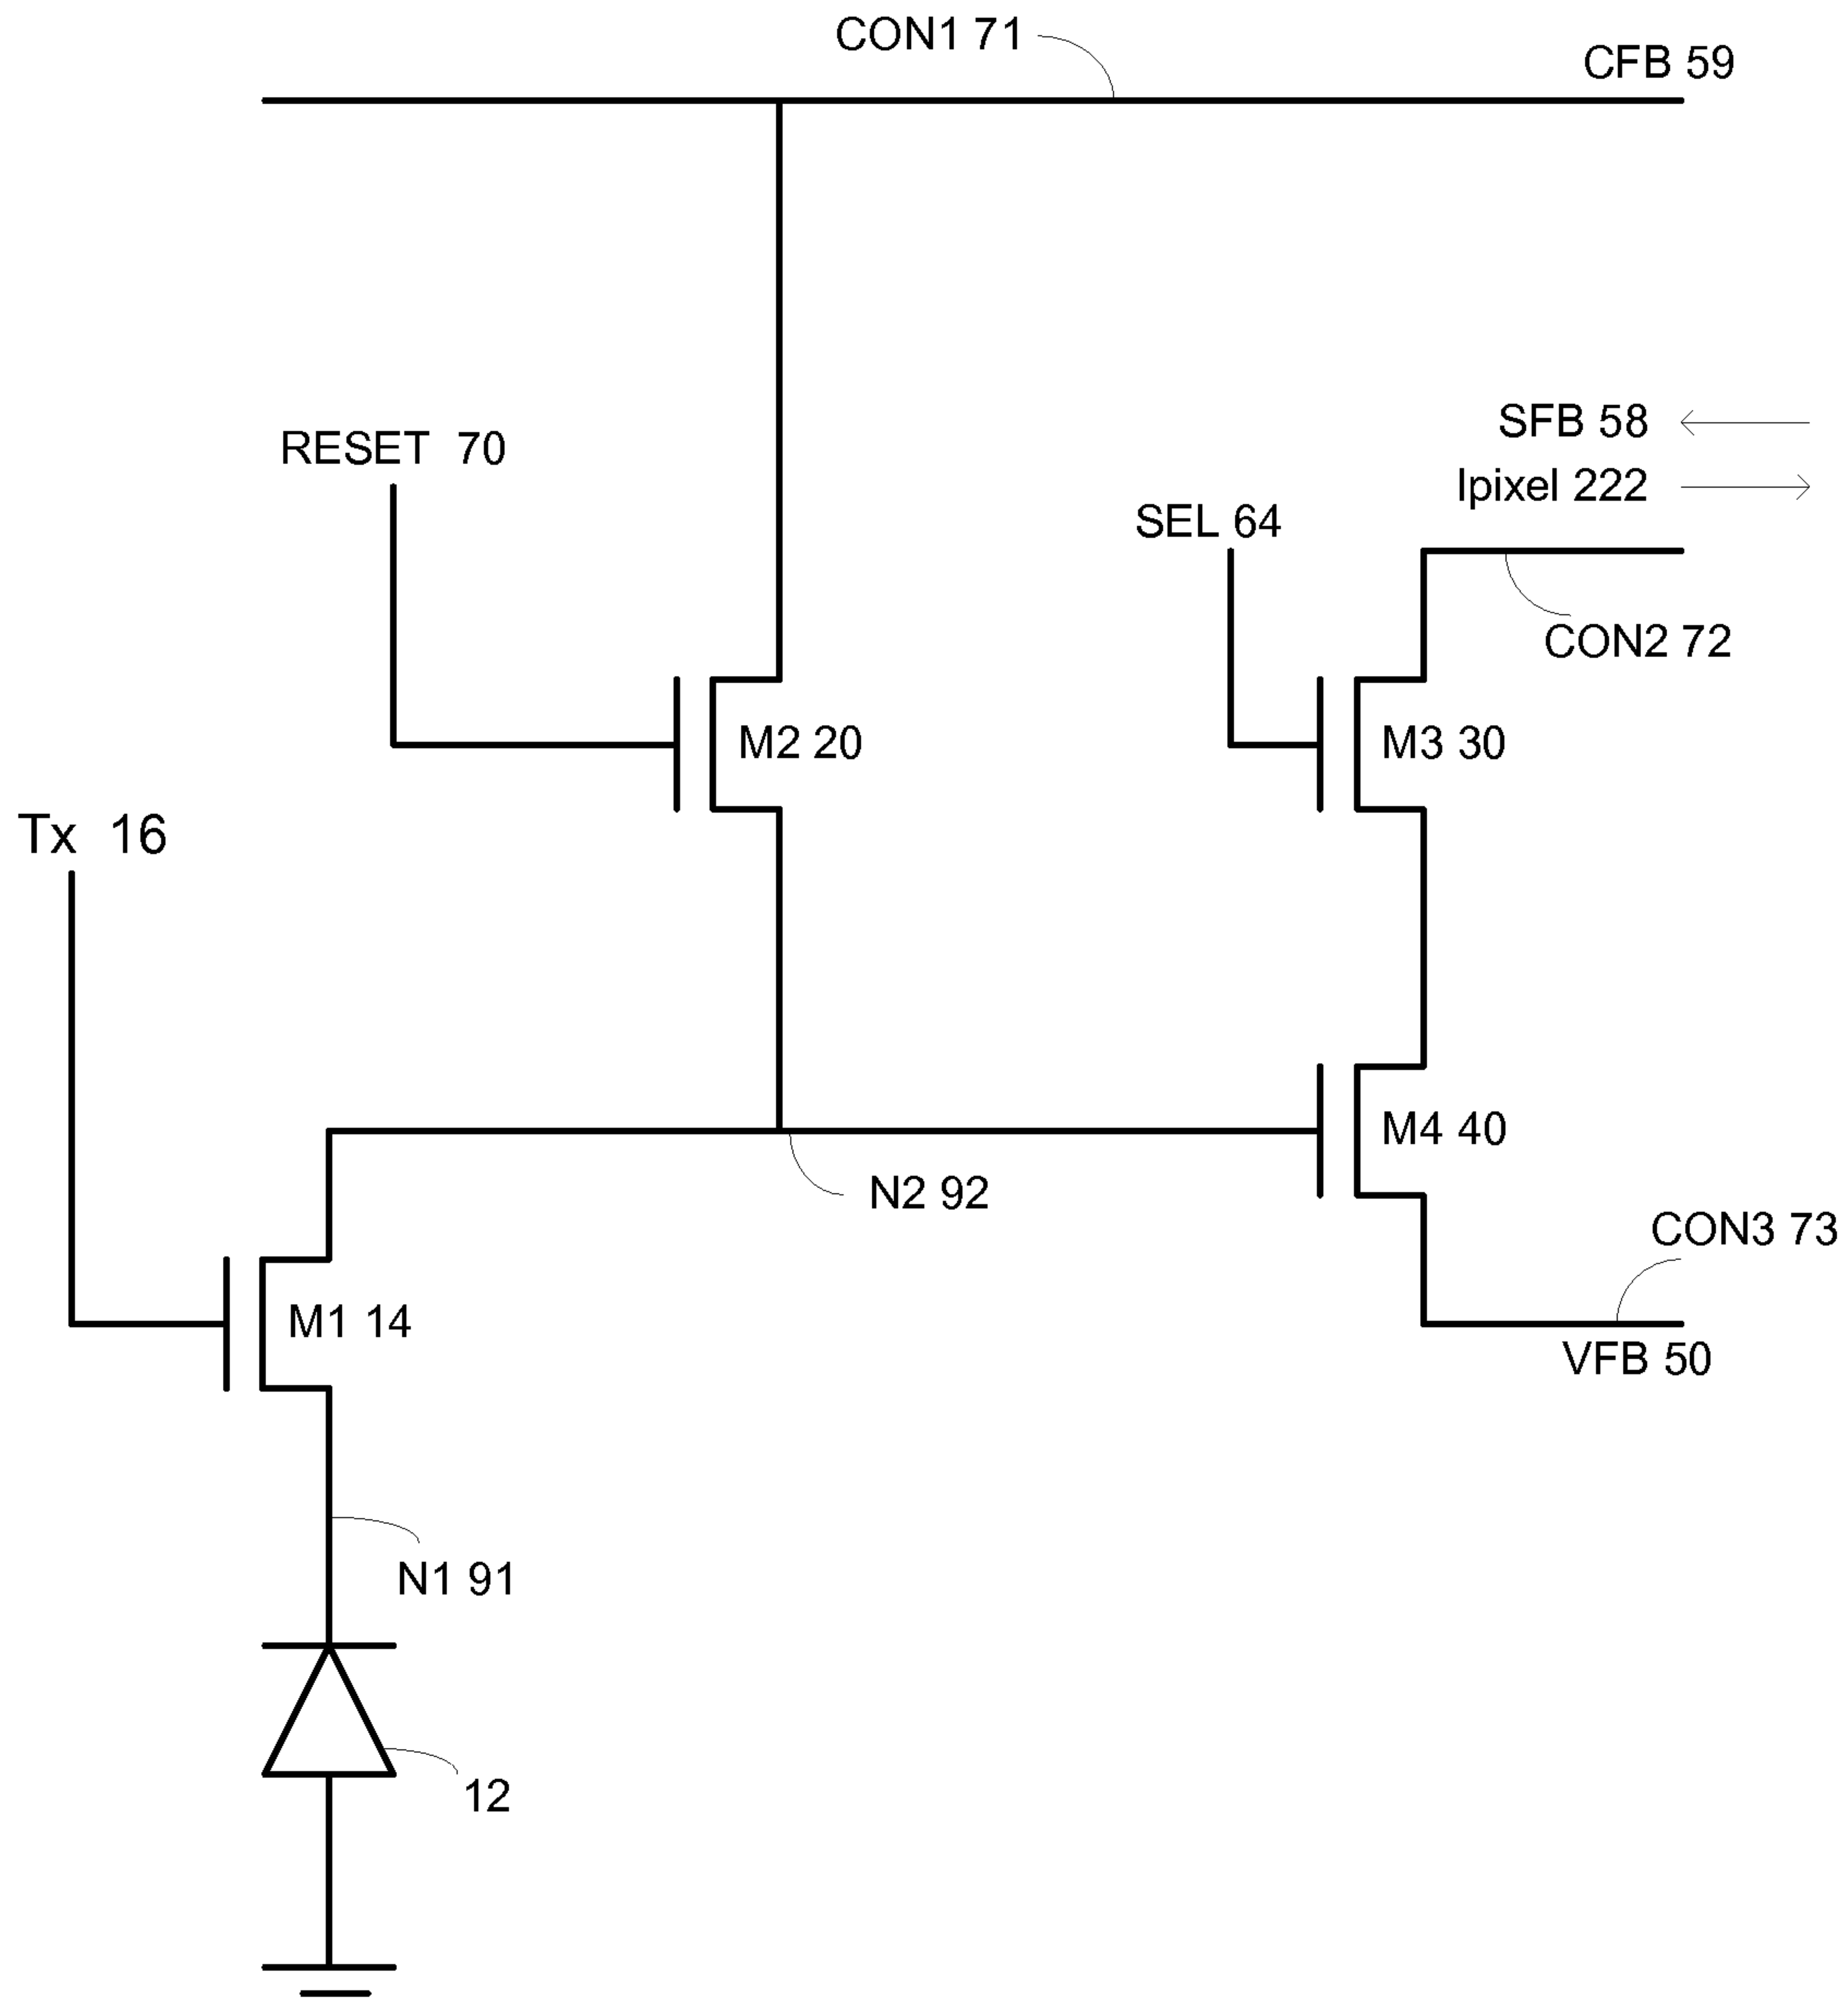 CON1 71
CFB 59
SFB 58
RESET 70
Ipixel 222
SEL 64
CON2 72
M2 20
M3 30
Tx 16
M4 40
N2 92
CON3 73
M1 14
VFB 50
N1 91
12